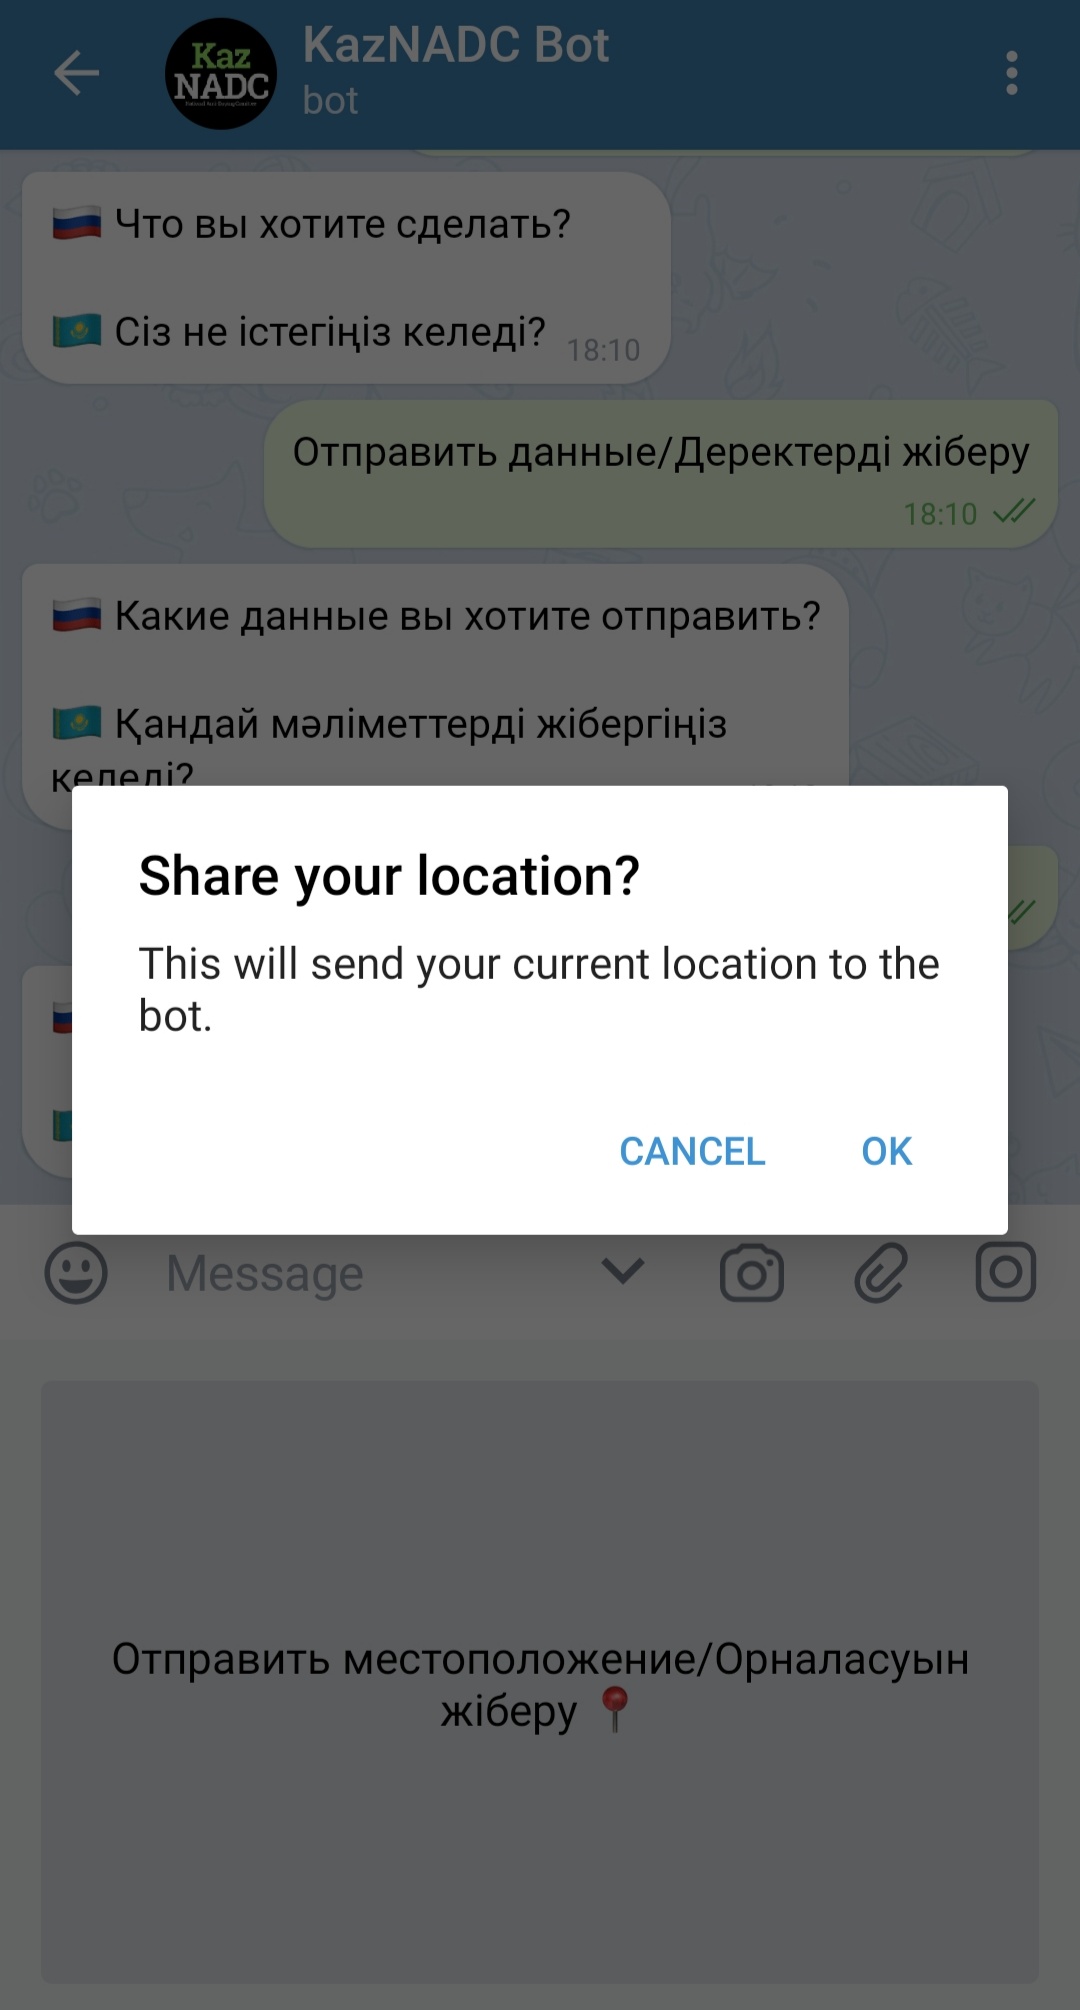 KazNADC Bot
bot
Kaz
NADC
Что вы хотите сделать?
Сіз не істегіңіз келеді?
18:10
Отправить данные/Деректерді жіберу
18:10
Какие данные вы хотите отправить?
Қандай мәліметтерді жібергіңіз
келеді?
Share your location?
This will send your current location to the
bot.
CANCEL
OK
Message
Отправить местоположение/Орналасуын
жіберу